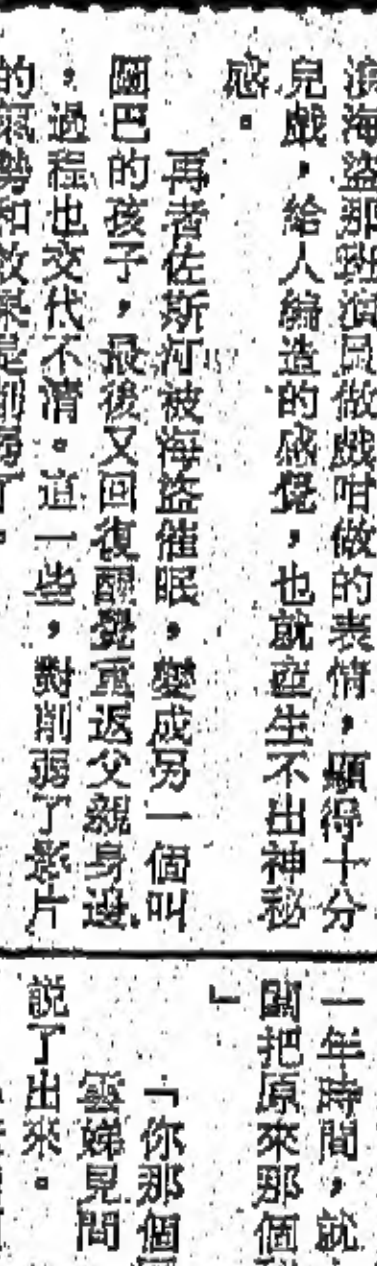 海盜那班演員做戲咁做的表情，顯得十分
兒戲，給人編造的感覺，也就產生不出神秘
感。
再者佐斯河被海盜催眠，變成另一個叫
圖巴的孩子，最後又回復醒覺重返父親身邊
，過程也交代不清。這一些，對削弱了影片
的氣勢和效果是削弱了。
一年時間，就
闆把原來那個
」
「你那個
雲娣見問
說了出來。